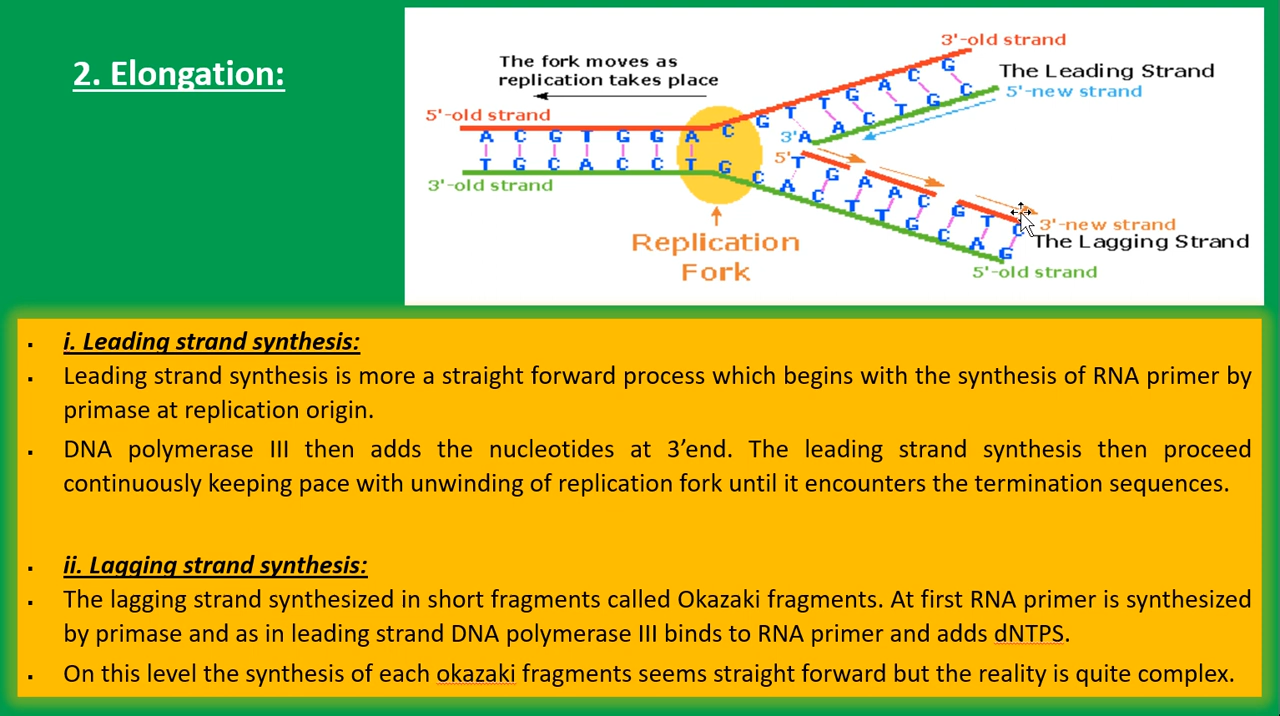 2. Elongation:
The fork moves as
replication takes place
3'-old strand
The Leading Strand
5'-new strand
5'-old strand
A C G T G G A C G T T G A C G
T G C A C C T G C A C T T G C A G
3'A A C T G C
5'T G A A C G T C
3'-old strand
3'-new strand
The Lagging Strand
5'-old strand
Replication
Fork
▪ i. Leading strand synthesis:
▪ Leading strand synthesis is more a straight forward process which begins with the synthesis of RNA primer by
primase at replication origin.
▪ DNA polymerase III then adds the nucleotides at 3’end. The leading strand synthesis then proceed
continuously keeping pace with unwinding of replication fork until it encounters the termination sequences.
▪ ii. Lagging strand synthesis:
▪ The lagging strand synthesized in short fragments called Okazaki fragments. At first RNA primer is synthesized
by primase and as in leading strand DNA polymerase III binds to RNA primer and adds dNTPS.
▪ On this level the synthesis of each okazaki fragments seems straight forward but the reality is quite complex.